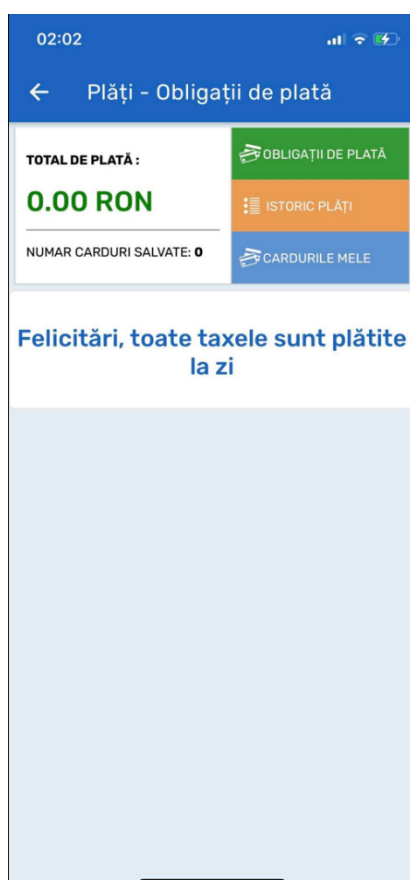 02:02
Plăți - Obligații de plată
TOTAL DE PLATĂ :
0.00 RON
NUMAR CARDURI SALVATE: 0
OBLIGAȚII DE PLATĂ
ISTORIC PLĂȚI
CARDURILE MELE
Felicitări, toate taxele sunt plătite
la zi